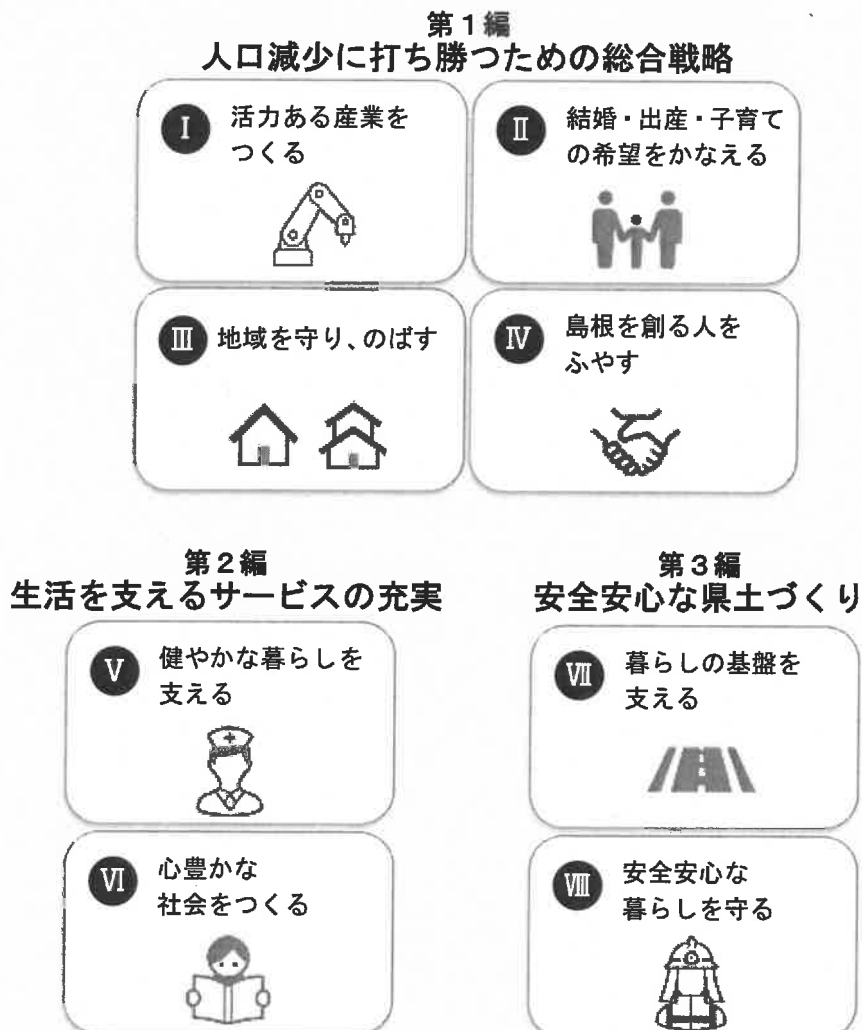 第1編
人口減少に打ち勝つための総合戦略
Ⅰ 活力ある産業を
つくる
Ⅱ 結婚・出産・子育て
の希望をかなえる
Ⅲ 地域を守り、のばす
Ⅳ 島根を創る人を
ふやす
第2編
生活を支えるサービスの充実
Ⅴ 健やかな暮らしを
支える
Ⅵ 心豊かな
社会をつくる
第3編
安全安心な県土づくり
Ⅶ 暮らしの基盤を
支える
Ⅷ 安全安心な
暮らしを守る